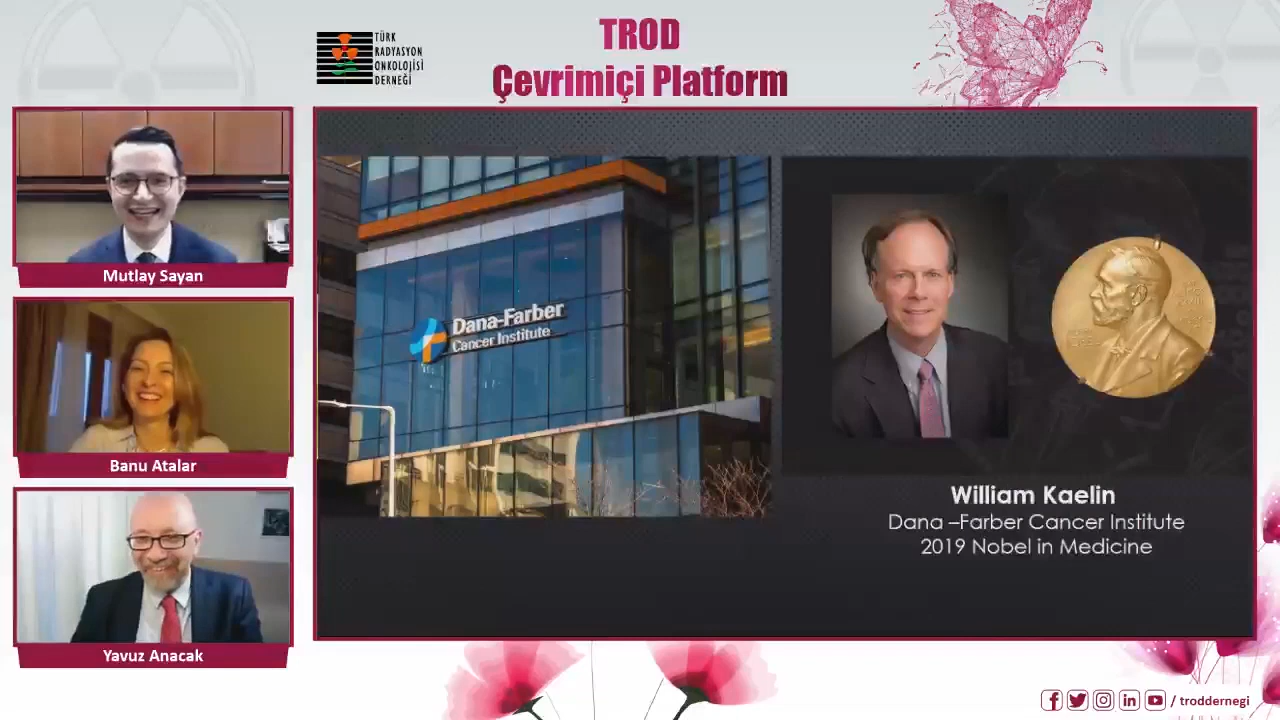 TÜRK
RADYASYON
ONKOLOJİSİ
DERNEĞİ
TROD
Çevrimiçi Platform
Mutlay Sayan
Banu Atalar
Yavuz Anacak
Dana-Farber
Cancer Institute
William Kaelin
Dana –Farber Cancer Institute
2019 Nobel in Medicine
/ troddernegi